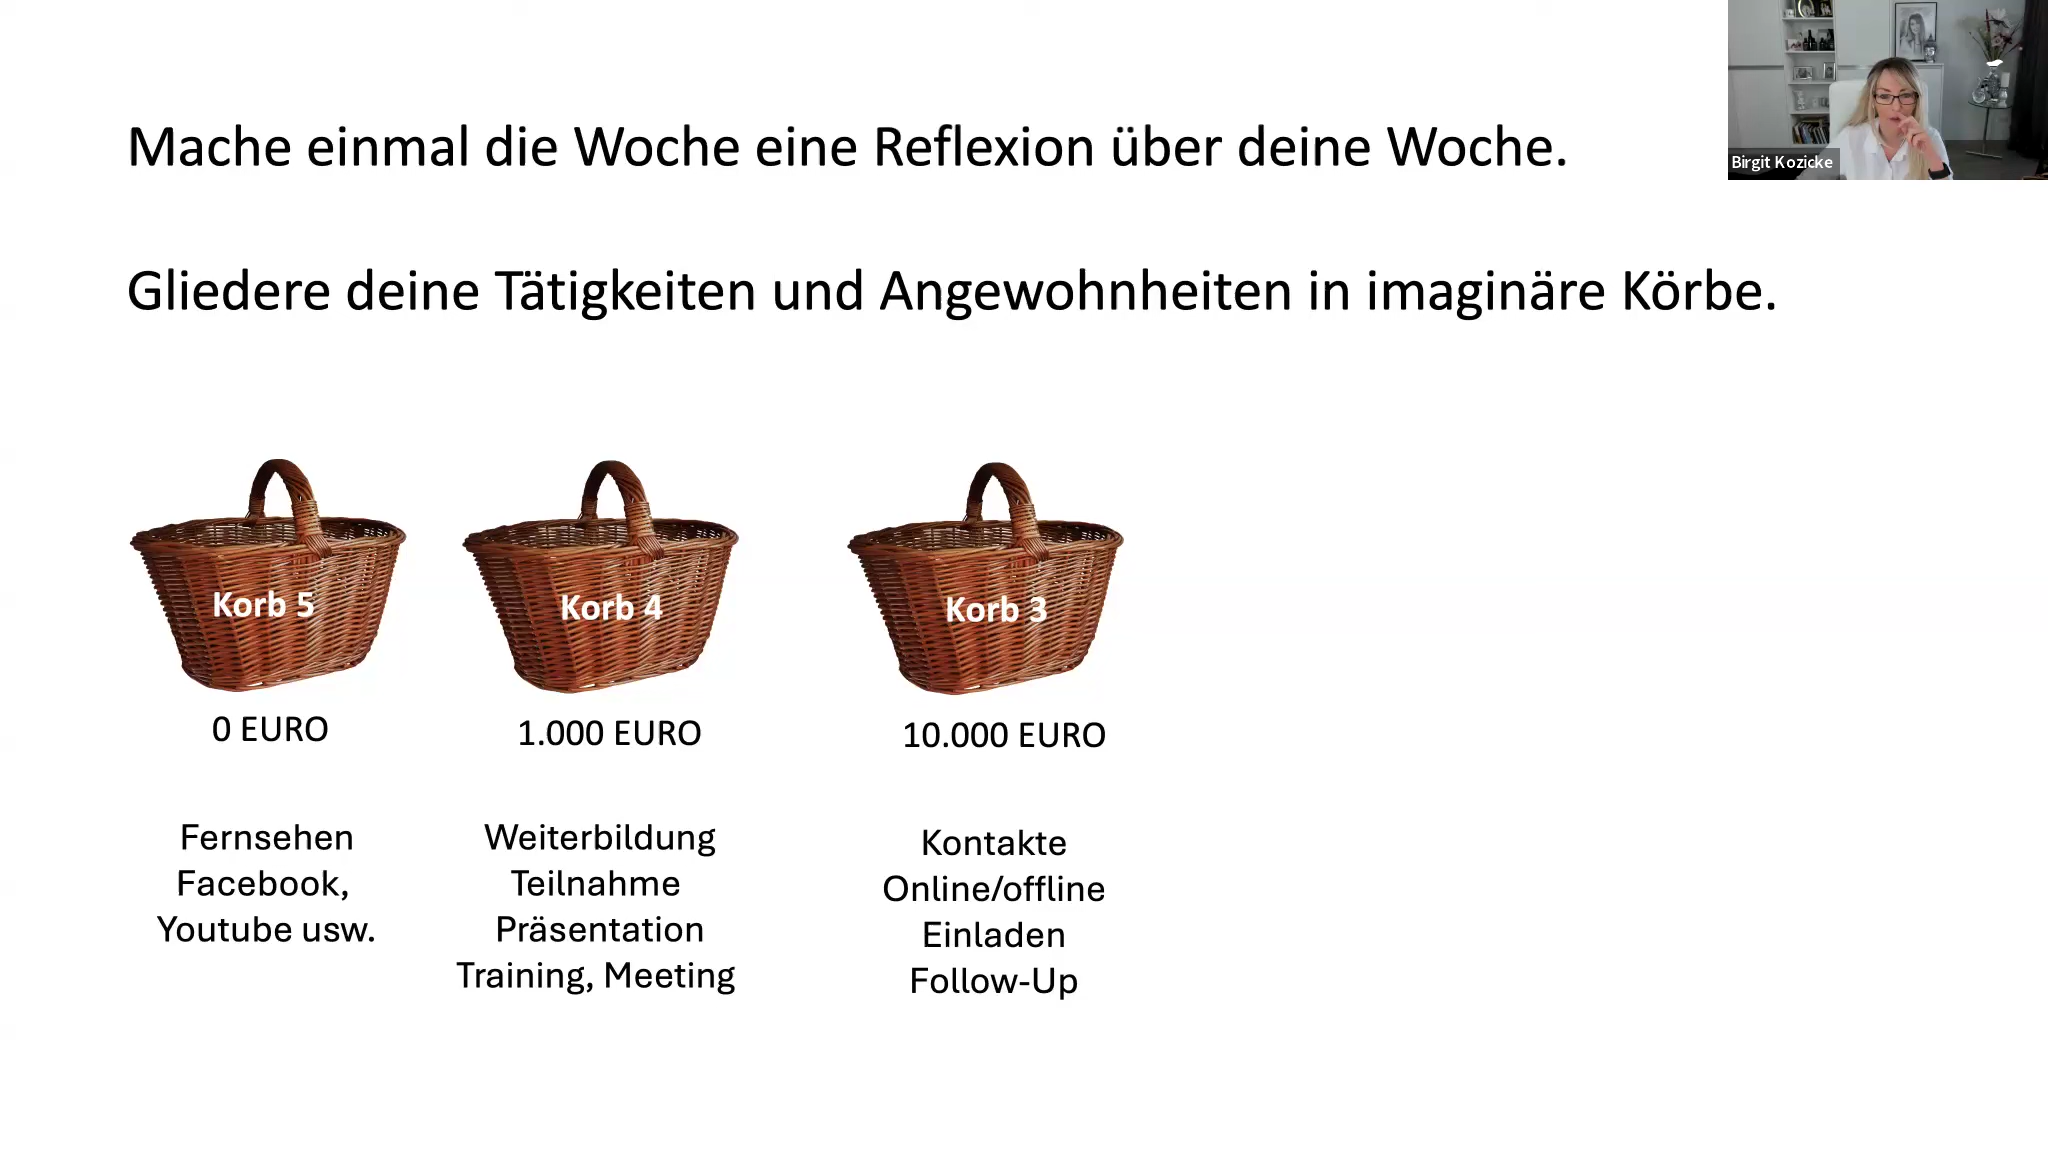 Mache einmal die Woche eine Reflexion über deine Woche.
Birgit Kozicke
Gliedere deine Tätigkeiten und Angewohnheiten in imaginäre Körbe.
Korb 5
0 EURO
Fernsehen
Facebook,
Youtube usw.
Korb 4
1.000 EURO
Weiterbildung
Teilnahme
Präsentation
Training, Meeting
Korb 3
10.000 EURO
Kontakte
Online/offline
Einladen
Follow-Up